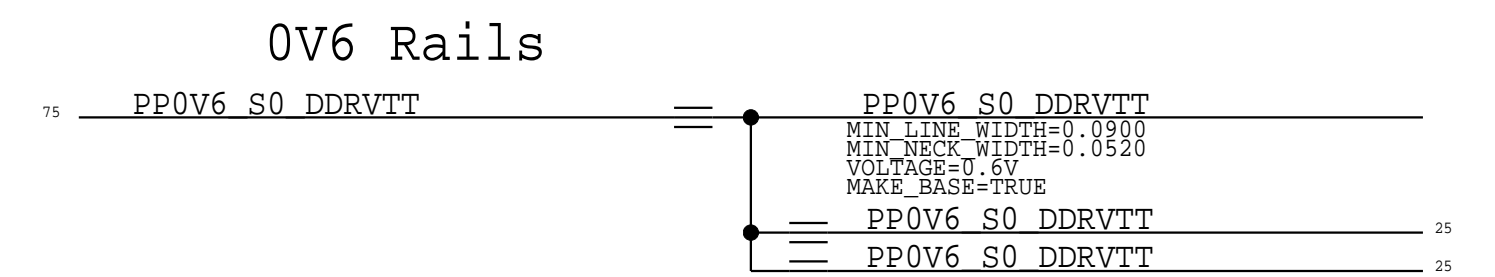 0V6 Rails
75 PP0V6_S0_DDRVTT PP0V6_S0_DDRVTT
MIN_LINE_WIDTH=0.0900
MIN_NECK_WIDTH=0.0520
VOLTAGE=0.6V
MAKE_BASE=TRUE
PP0V6_S0_DDRVTT 25
PP0V6_S0_DDRVTT 25